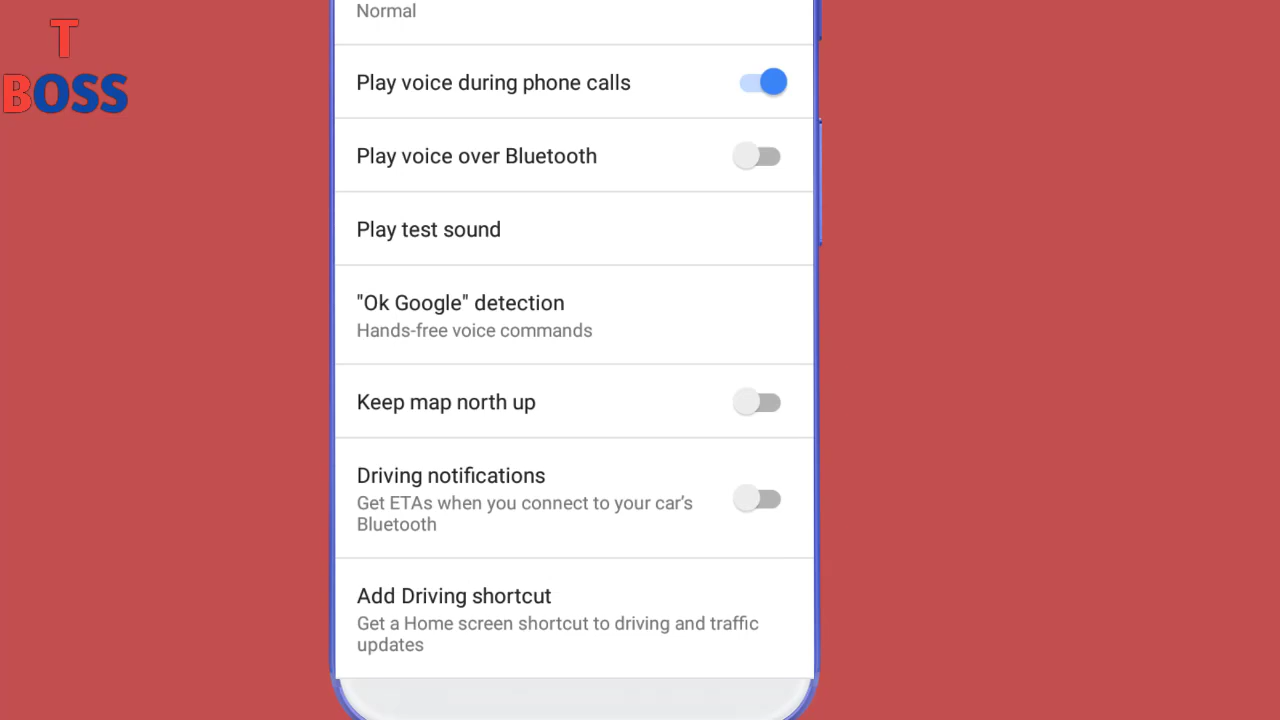 T
BOSS
Normal
Play voice during phone calls
Play voice over Bluetooth
Play test sound
"Ok Google" detection
Hands-free voice commands
Keep map north up
Driving notifications
Get ETAs when you connect to your car's
Bluetooth
Add Driving shortcut
Get a Home screen shortcut to driving and traffic
updates